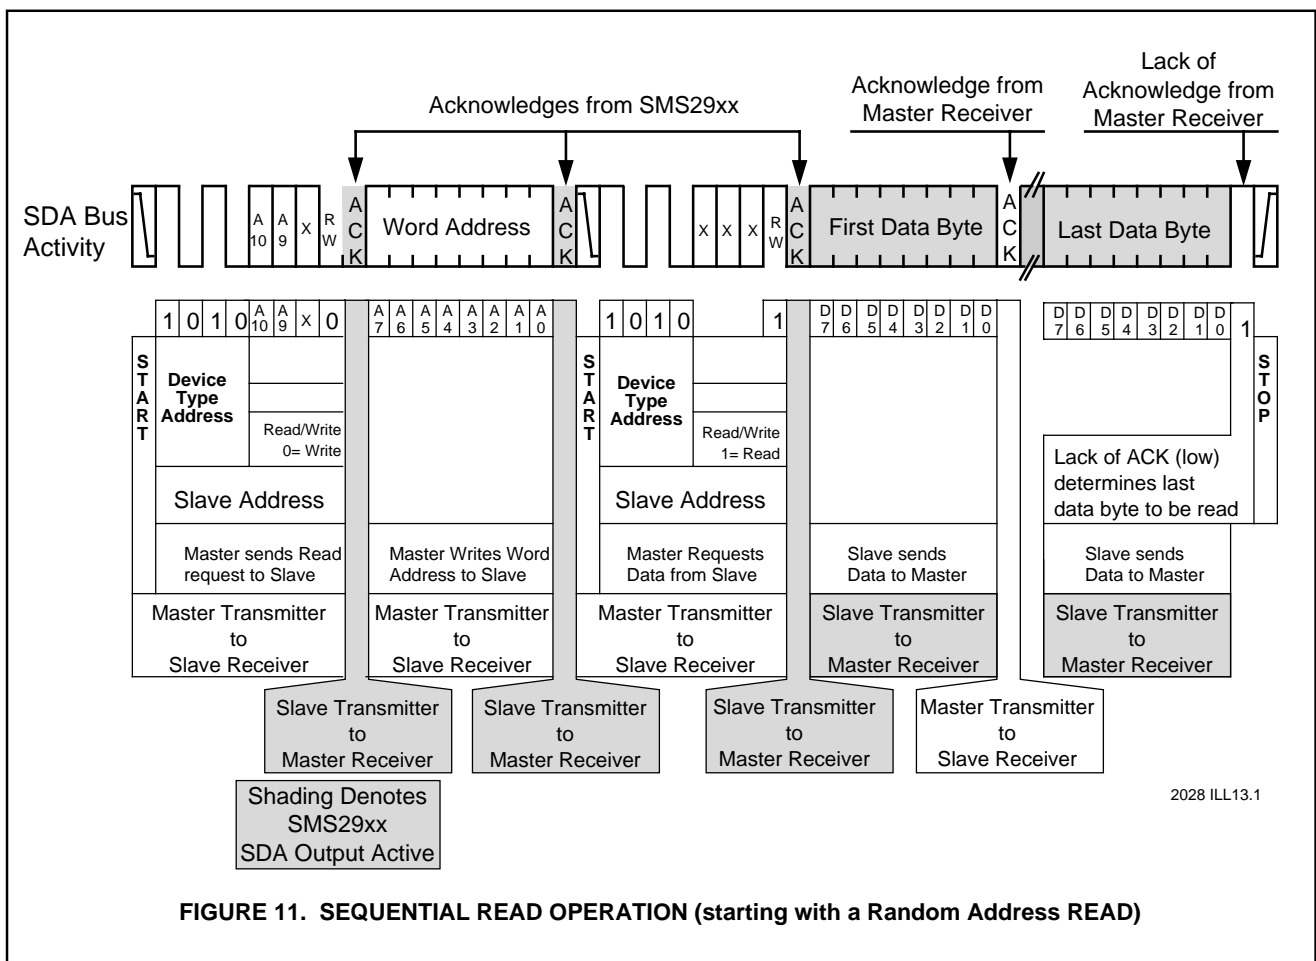 Lack of
Acknowledge from
Master Receiver
Acknowledge from
Master Receiver
Acknowledges from SMS29xx
SDA Bus
Activity
A 10 A 9 X R W A C K Word Address A C K X X X R W A C K First Data Byte A C K Last Data Byte
1 0 1 0 A 10 A 9 X 0 A 7 A 6 A 5 A 4 A 3 A 2 A 1 A 0 1 0 1 0 1 D 7 D 6 D 5 D 4 D 3 D 2 D 1 D 0 D 7 D 6 D 5 D 4 D 3 D 2 D 1 D 0 1
START
Device
Type
Address
Read/Write
0= Write
Slave Address
Master sends Read
request to Slave
Master Transmitter
to
Slave Receiver
Master Writes Word
Address to Slave
Master Transmitter
to
Slave Receiver
START
Device
Type
Address
Read/Write
1= Read
Slave Address
Master Requests
Data from Slave
Master Transmitter
to
Slave Receiver
Slave sends
Data to Master
Slave Transmitter
to
Master Receiver
STOP
Lack of ACK (low)
determines last
data byte to be read
Slave sends
Data to Master
Slave Transmitter
to
Master Receiver
Slave Transmitter
to
Master Receiver
Slave Transmitter
to
Master Receiver
Slave Transmitter
to
Master Receiver
Master Transmitter
to
Slave Receiver
Shading Denotes
SMS29xx
SDA Output Active
2028 ILL13.1
FIGURE 11. SEQUENTIAL READ OPERATION (starting with a Random Address READ)